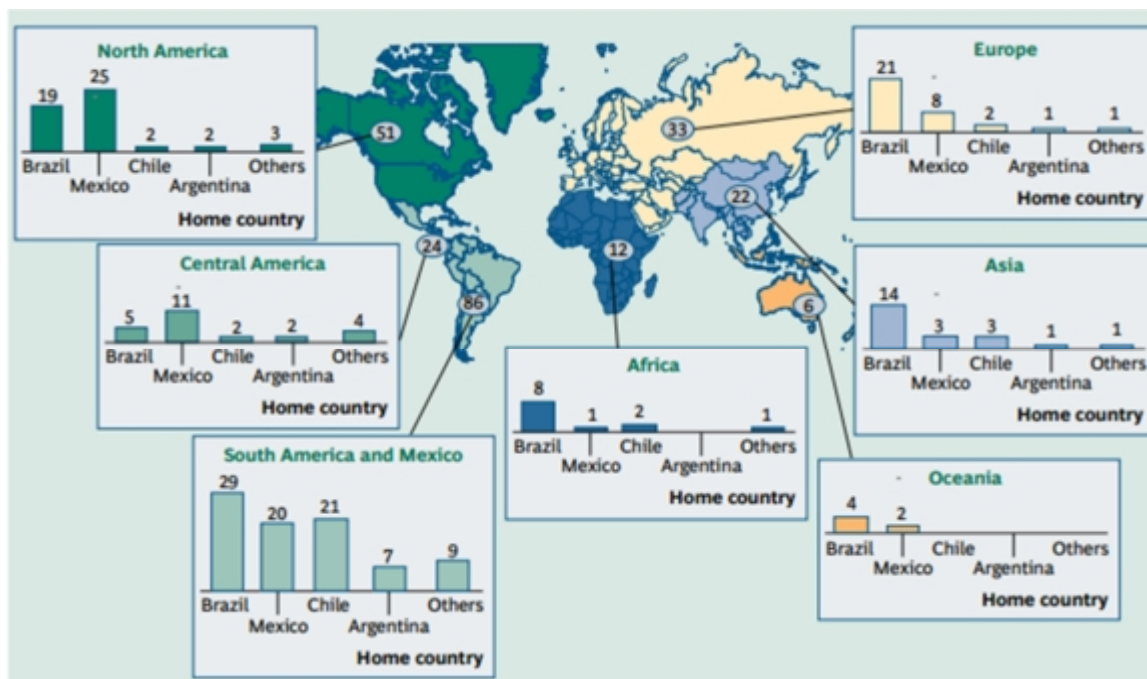 North America
19 25 2 2 3
Brazil Mexico Chile Argentina Others
Home country
51
Europe
21 8 2 1 1
Brazil Mexico Chile Argentina Others
Home country
33
Central America
5 11 2 2 4
Brazil Mexico Chile Argentina Others
Home country
24
22
12
86
6
Asia
14 3 3 1 1
Brazil Mexico Chile Argentina Others
Home country
Africa
8 1 2 1
Brazil Mexico Chile Argentina Others
Home country
South America and Mexico
29 20 21 7 9
Brazil Mexico Chile Argentina Others
Home country
Oceania
4 2
Brazil Mexico Chile Argentina Others
Home country